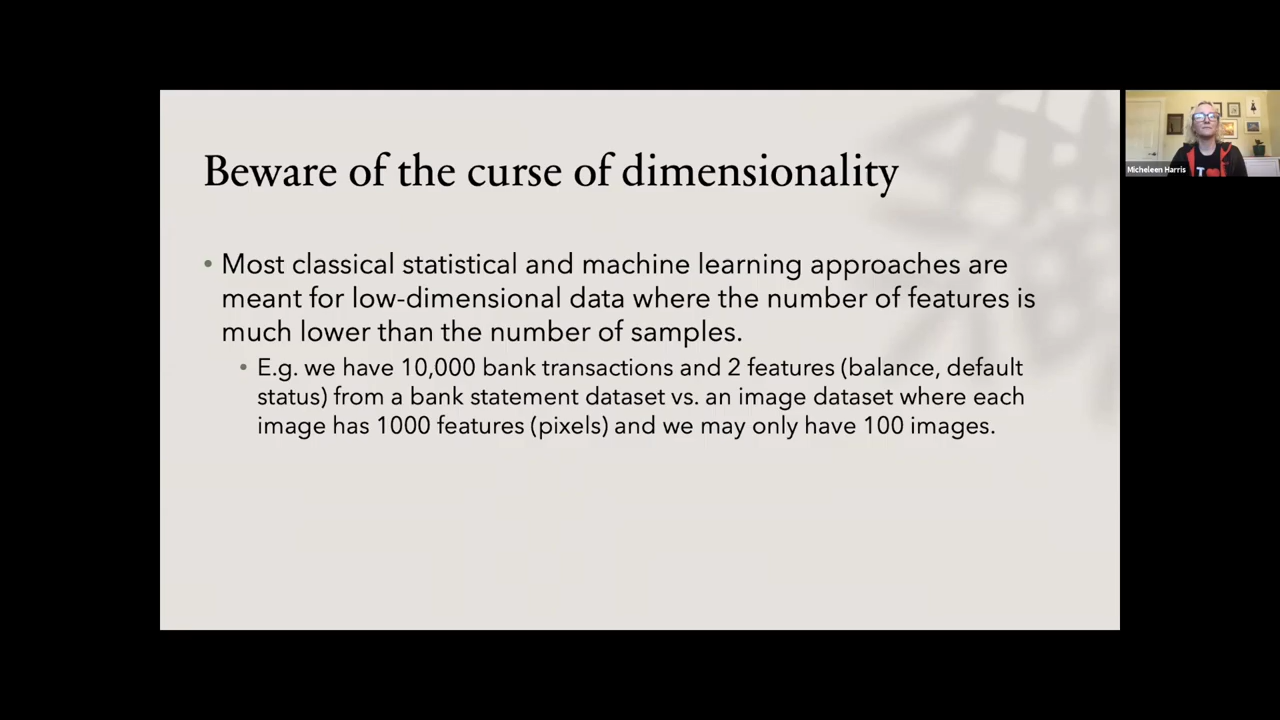 Beware of the curse of dimensionality
• Most classical statistical and machine learning approaches are
meant for low-dimensional data where the number of features is
much lower than the number of samples.
• E.g. we have 10,000 bank transactions and 2 features (balance, default
status) from a bank statement dataset vs. an image dataset where each
image has 1000 features (pixels) and we may only have 100 images.
Micheleen Harris